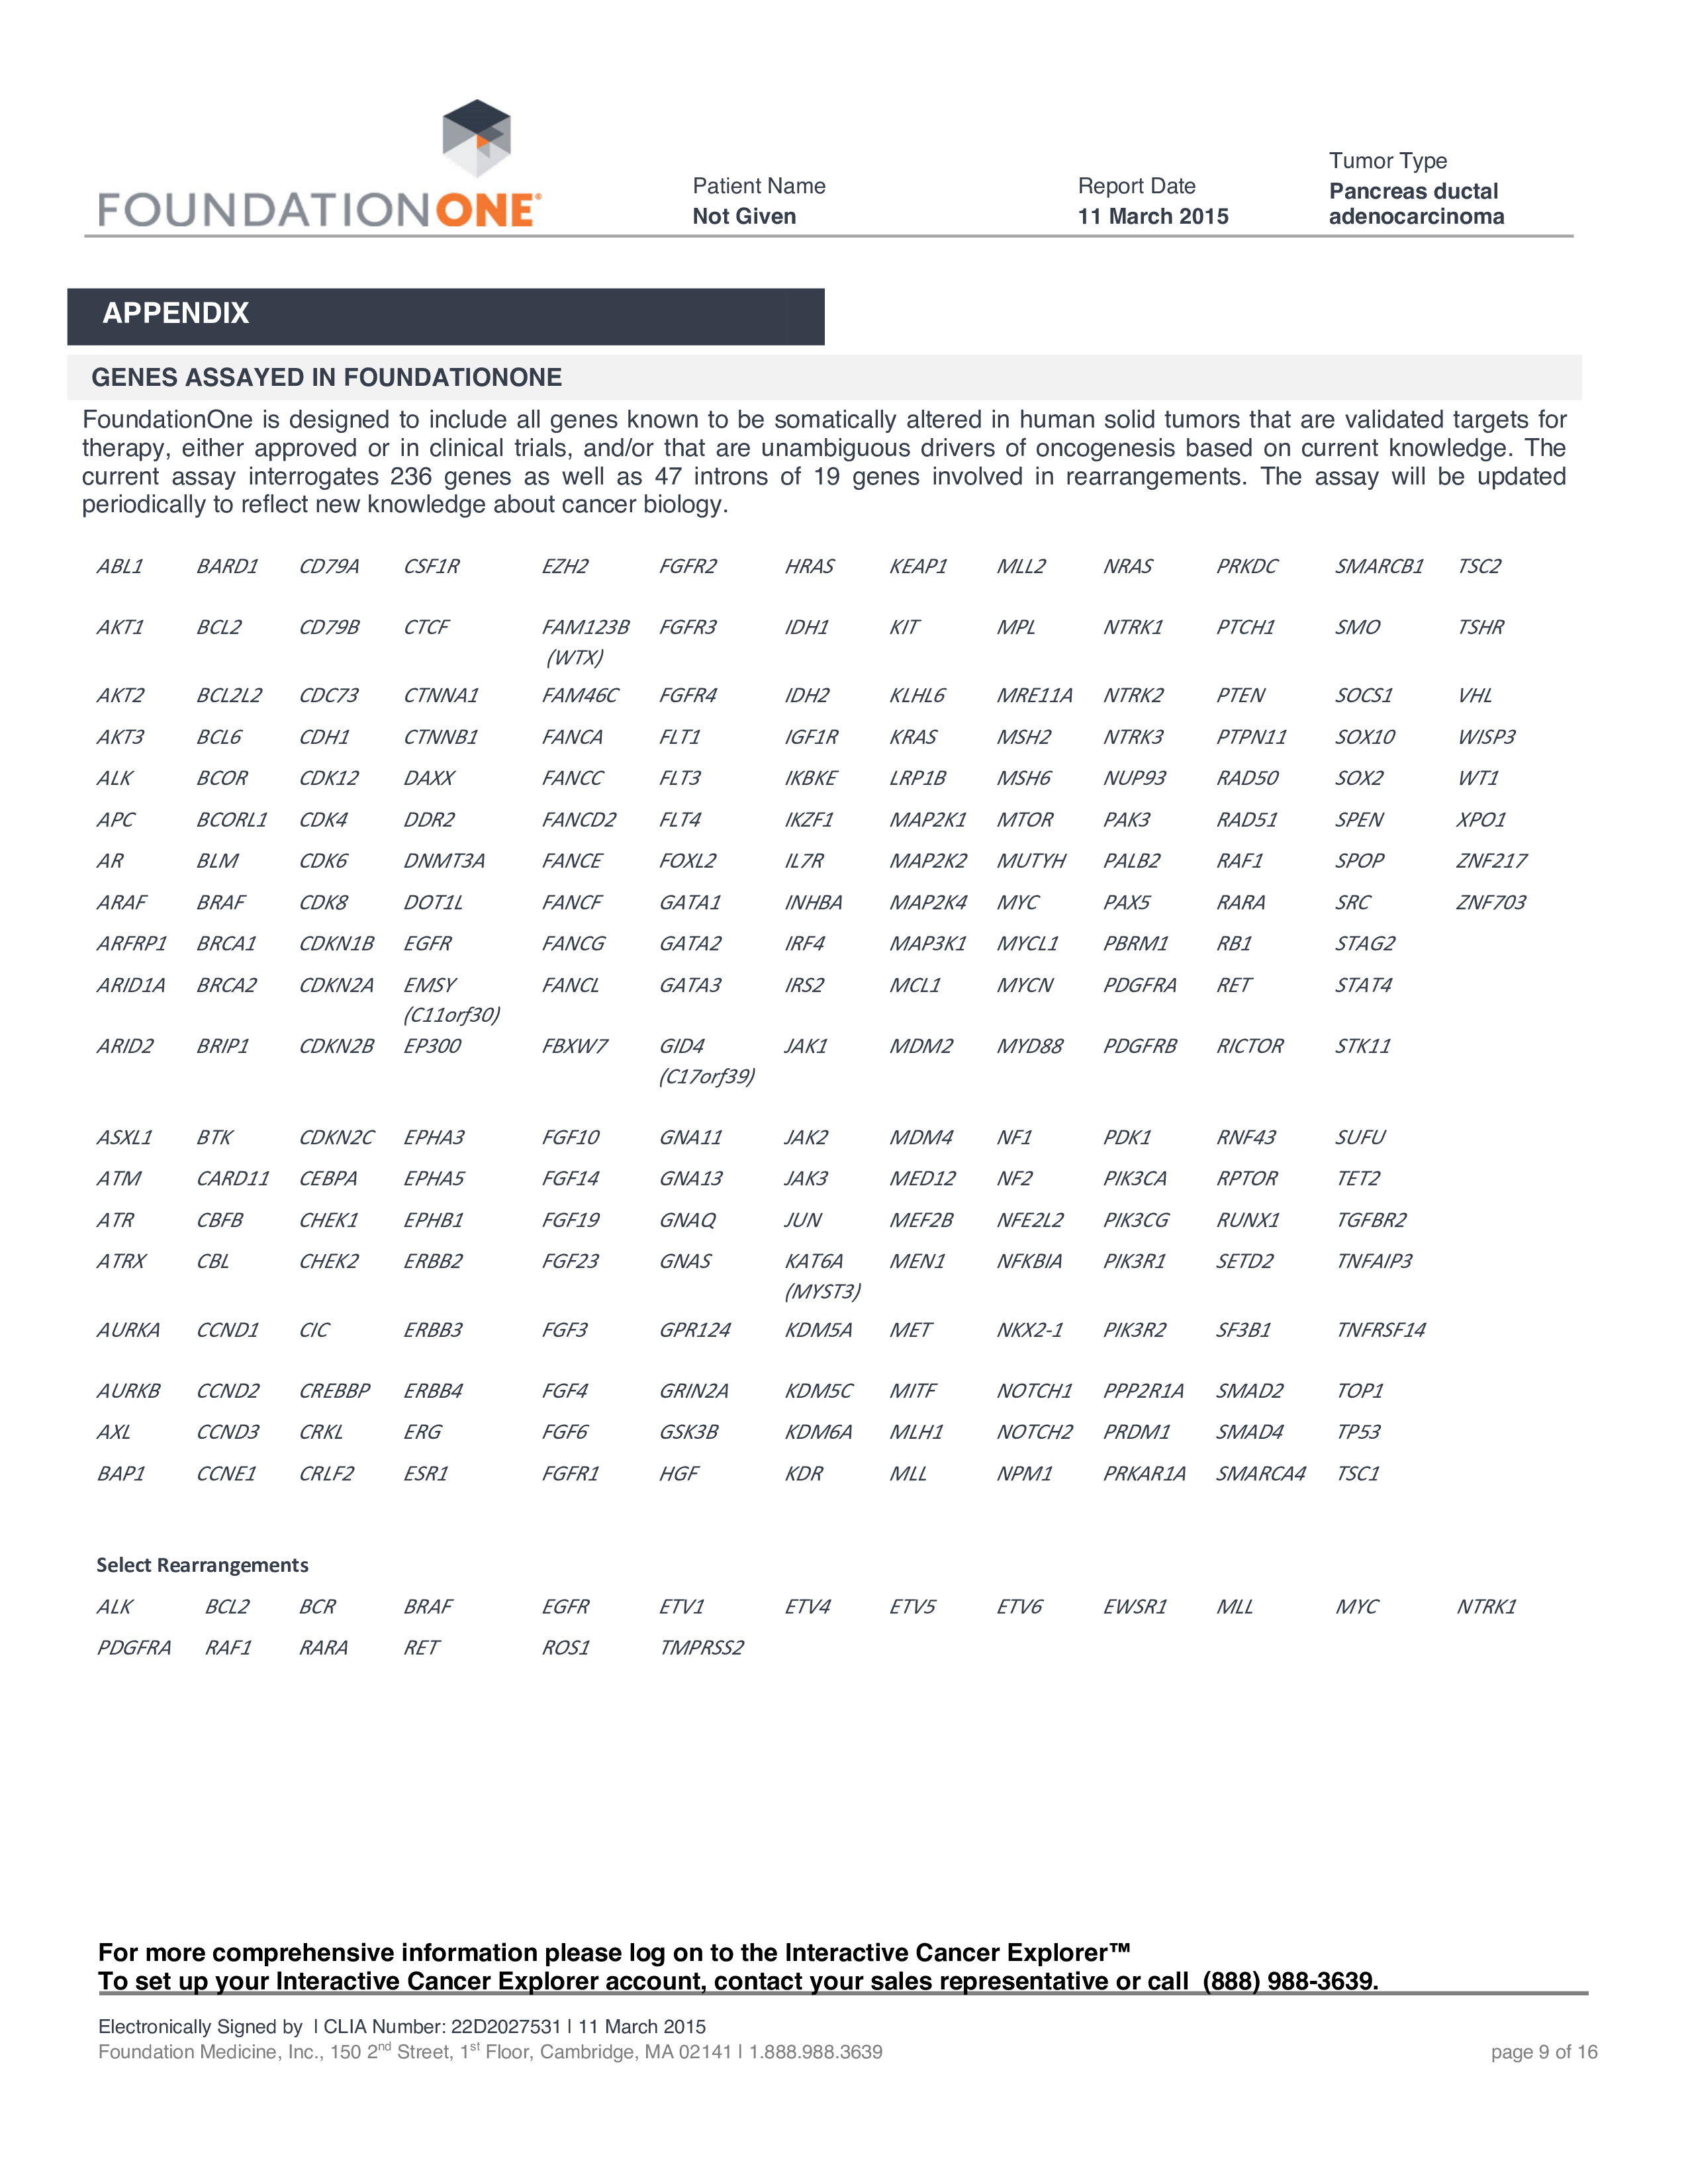 FOUNDATIONONE®
Patient Name
Not Given
Report Date
11 March 2015
Tumor Type
Pancreas ductal
adenocarcinoma
APPENDIX
GENES ASSAYED IN FOUNDATIONONE
FoundationOne is designed to include all genes known to be somatically altered in human solid tumors that are validated targets for
therapy, either approved or in clinical trials, and/or that are unambiguous drivers of oncogenesis based on current knowledge. The
current assay interrogates 236 genes as well as 47 introns of 19 genes involved in rearrangements. The assay will be updated
periodically to reflect new knowledge about cancer biology.
ABL1 BARD1 CD79A CSF1R EZH2 FGFR2 HRAS KEAP1 MLL2 NRAS PRKDC SMARCB1 TSC2
AKT1 BCL2 CD79B CTCF FAM123B FGFR3 IDH1 KIT MPL NTRK1 PTCH1 SMO TSHR
(WTX)
AKT2 BCL2L2 CDC73 CTNNA1 FAM46C FGFR4 IDH2 KLHL6 MRE11A NTRK2 PTEN SOCS1 VHL
AKT3 BCL6 CDH1 CTNNB1 FANCA FLT1 IGF1R KRAS MSH2 NTRK3 PTPN11 SOX10 WISP3
ALK BCOR CDK12 DAXX FANCC FLT3 IKBKE LRP1B MSH6 NUP93 RAD50 SOX2 WT1
APC BCORL1 CDK4 DDR2 FANCD2 FLT4 IKZF1 MAP2K1 MTOR PAK3 RAD51 SPEN XPO1
AR BLM CDK6 DNMT3A FANCE FOXL2 IL7R MAP2K2 MUTYH PALB2 RAF1 SPOP ZNF217
ARAF BRAF CDK8 DOT1L FANCF GATA1 INHBA MAP2K4 MYC PAX5 RARA SRC ZNF703
ARFRP1 BRCA1 CDKN1B EGFR FANCG GATA2 IRF4 MAP3K1 MYCL1 PBRM1 RB1 STAG2
ARID1A BRCA2 CDKN2A EMSY FANCL GATA3 IRS2 MCL1 MYCN PDGFRA RET STAT4
(C11orf30)
ARID2 BRIP1 CDKN2B EP300 FBXW7 GID4 JAK1 MDM2 MYD88 PDGFRB RICTOR STK11
(C17orf39)
ASXL1 BTK CDKN2C EPHA3 FGF10 GNA11 JAK2 MDM4 NF1 PDK1 RNF43 SUFU
ATM CARD11 CEBPA EPHA5 FGF14 GNA13 JAK3 MED12 NF2 PIK3CA RPTOR TET2
ATR CBFB CHEK1 EPHB1 FGF19 GNAQ JUN MEF2B NFE2L2 PIK3CG RUNX1 TGFBR2
ATRX CBL CHEK2 ERBB2 FGF23 GNAS KAT6A MEN1 NFKBIA PIK3R1 SETD2 TNFAIP3
(MYST3)
AURKA CCND1 CIC ERBB3 FGF3 GPR124 KDM5A MET NKX2-1 PIK3R2 SF3B1 TNFRSF14
AURKB CCND2 CREBBP ERBB4 FGF4 GRIN2A KDM5C MITF NOTCH1 PPP2R1A SMAD2 TOP1
AXL CCND3 CRKL ERG FGF6 GSK3B KDM6A MLH1 NOTCH2 PRDM1 SMAD4 TP53
BAP1 CCNE1 CRLF2 ESR1 FGFR1 HGF KDR MLL NPM1 PRKAR1A SMARCA4 TSC1
Select Rearrangements
ALK BCL2 BCR BRAF EGFR ETV1 ETV4 ETV5 ETV6 EWSR1 MLL MYC NTRK1
PDGFRA RAF1 RARA RET ROS1 TMPRSS2
For more comprehensive information please log on to the Interactive Cancer Explorer™
To set up your Interactive Cancer Explorer account, contact your sales representative or call (888) 988-3639.
Electronically Signed by | CLIA Number: 22D2027531 | 11 March 2015
Foundation Medicine, Inc., 150 2nd Street, 1st Floor, Cambridge, MA 02141 | 1.888.988.3639
page 9 of 16